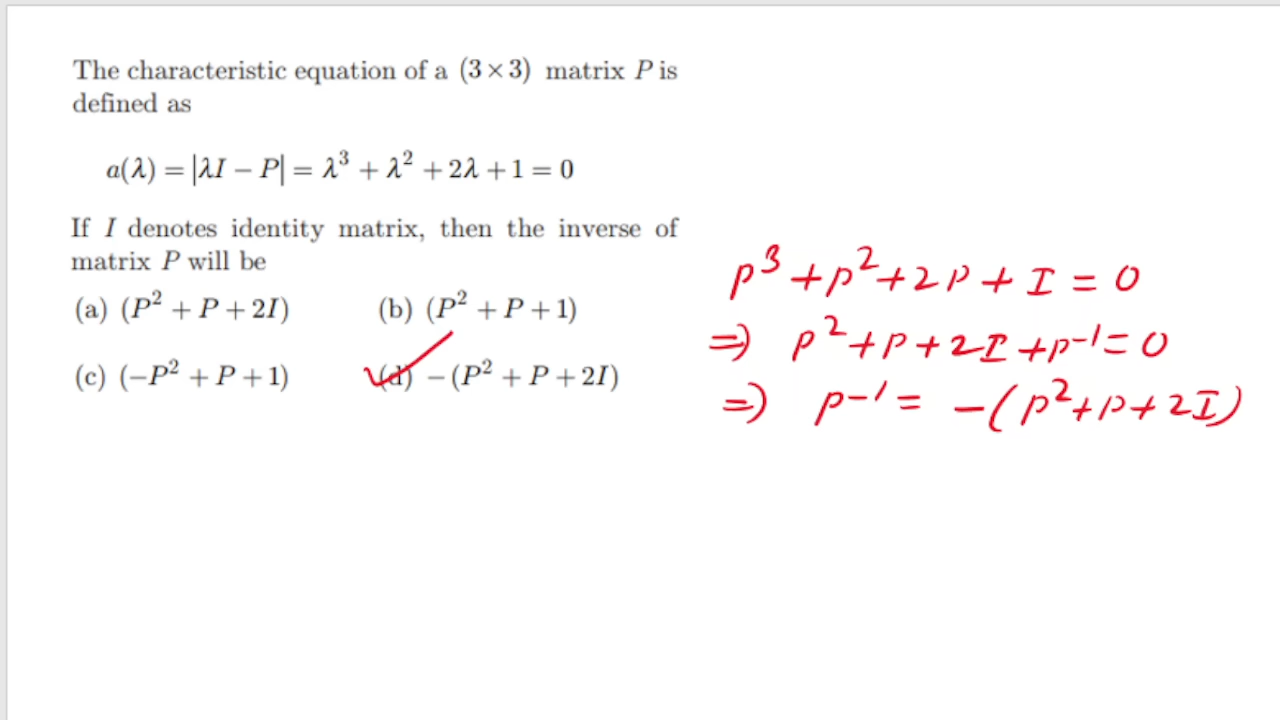 The characteristic equation of a (3×3) matrix P is
defined as
a(λ) = |λI − P| = λ³ + λ² + 2λ + 1 = 0
If I denotes identity matrix, then the inverse of
matrix P will be
(a) (P² + P + 2I) (b) (P² + P + 1)
(c) (−P² + P + 1) (d) −(P² + P + 2I)
P³ + P² + 2P + I = 0
⇒ P² + P + 2I + P⁻¹ = 0
⇒ P⁻¹ = −(P² + P + 2I)